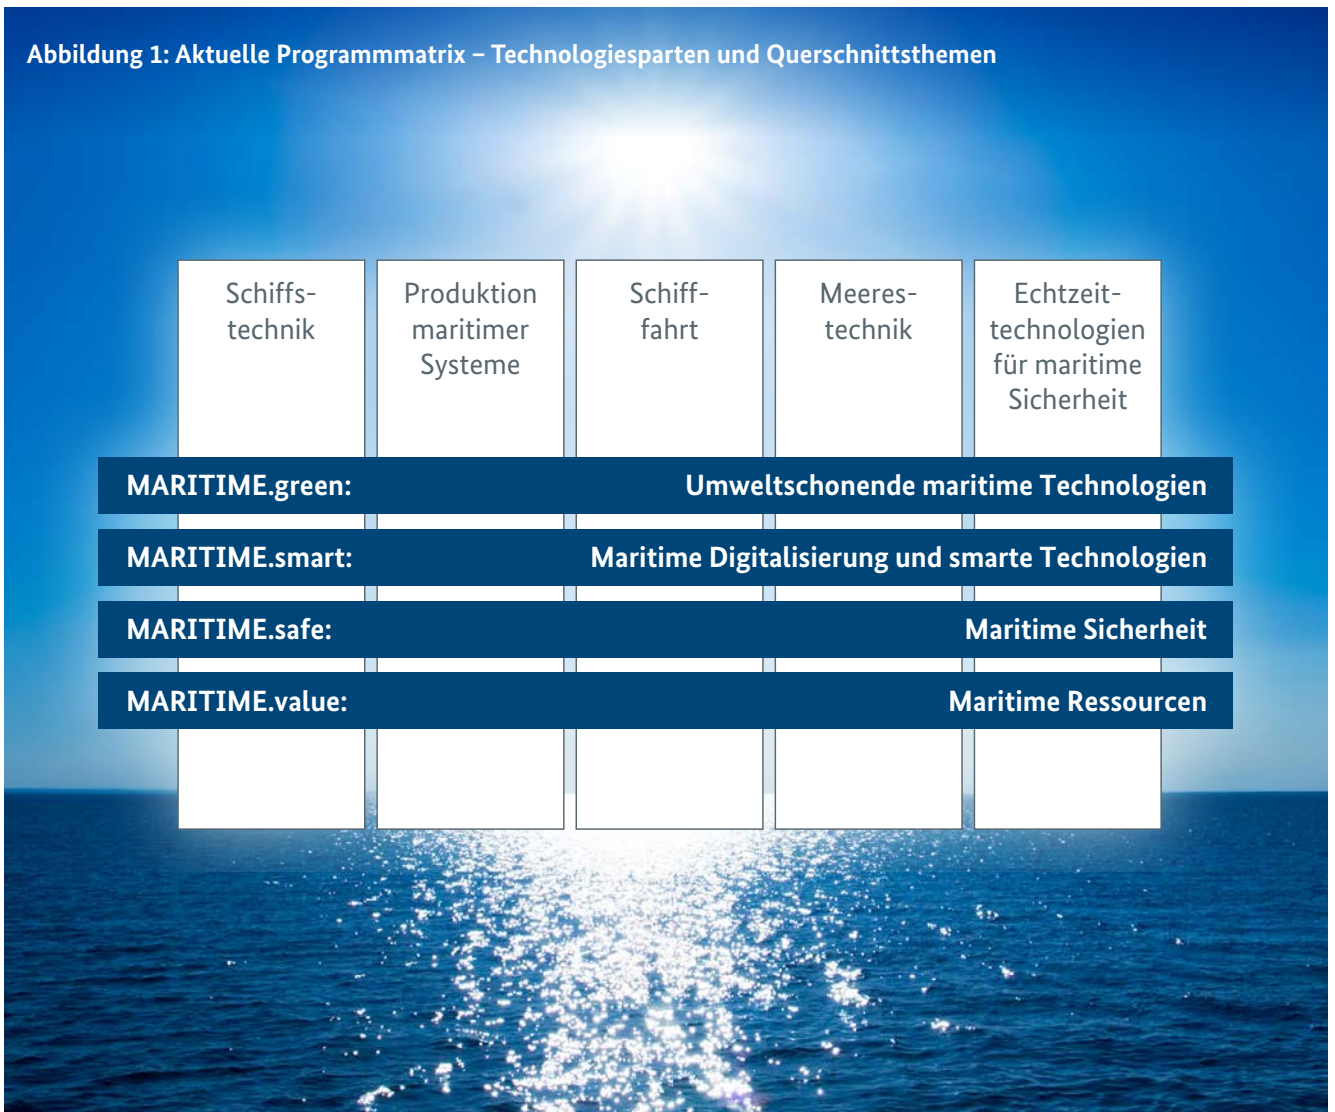 Abbildung 1: Aktuelle Programmmatrix – Technologiesparten und Querschnittsthemen
Schiffs-
technik
Produktion
maritimer
Systeme
Schiff-
fahrt
Meeres-
technik
Echtzeit-
technologien
für maritime
Sicherheit
MARITIME.green: Umweltschonende maritime Technologien
MARITIME.smart: Maritime Digitalisierung und smarte Technologien
MARITIME.safe: Maritime Sicherheit
MARITIME.value: Maritime Ressourcen